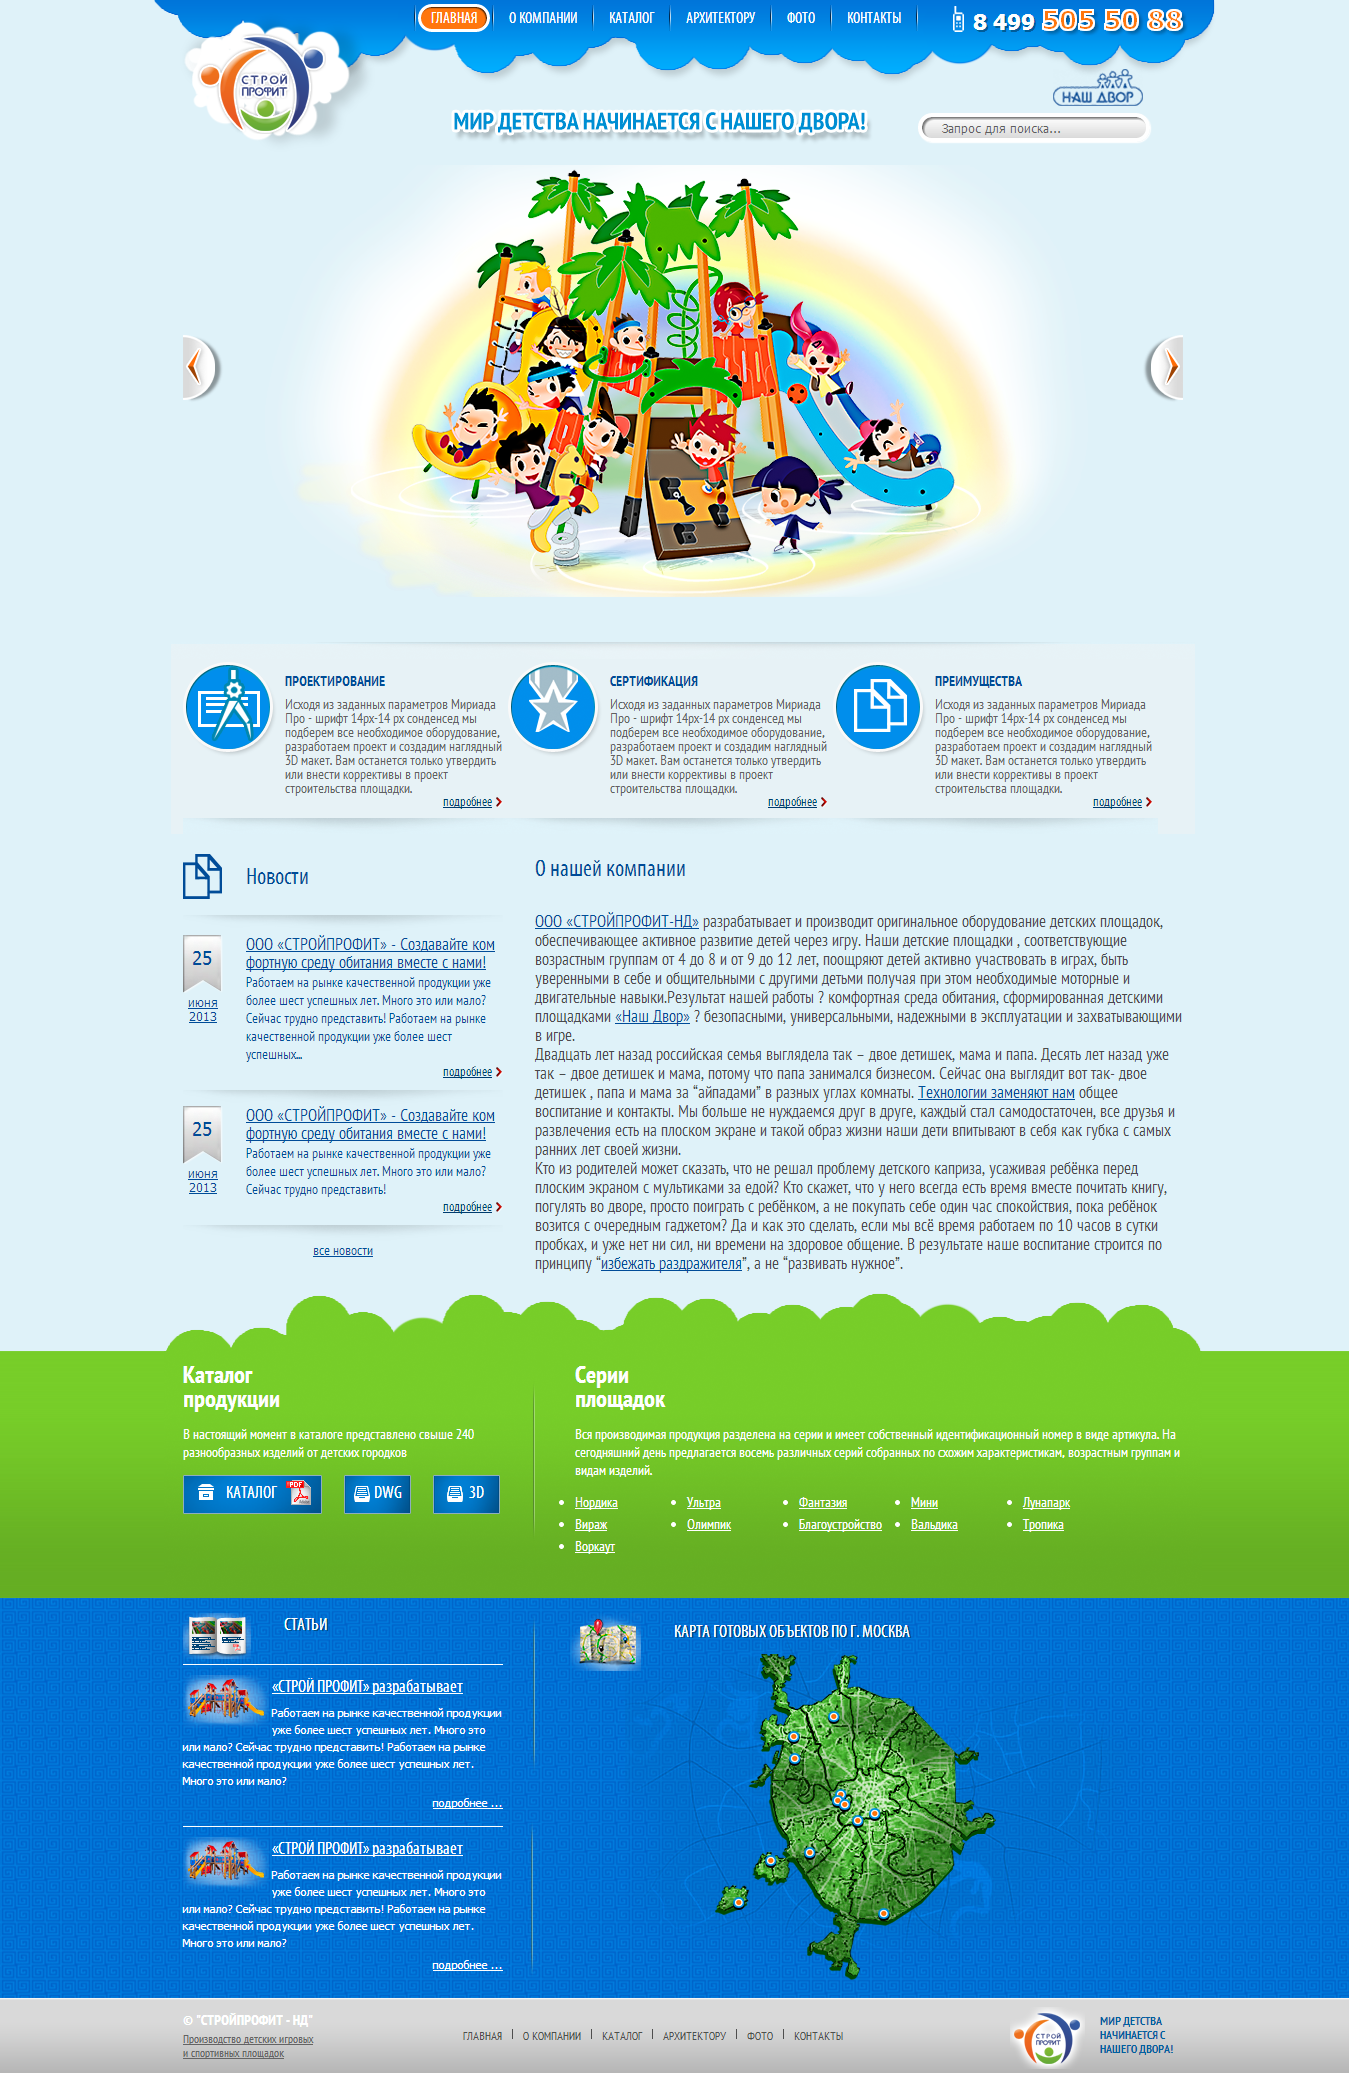 ГЛАВНАЯ
О КОМПАНИИ
КАТАЛОГ
АРХИТЕКТОРУ
ФОТО
КОНТАКТЫ
8 499 505 50 88
СТРОЙ
ПРОФИТ
НАШ ДВОР
МИР ДЕТСТВА НАЧИНАЕТСЯ С НАШЕГО ДВОРА!
Запрос для поиска...
ПРОЕКТИРОВАНИЕ
Исходя из заданных параметров Мириада
Про - шрифт 14px-14 px сонденсед мы
подберем все необходимое оборудование,
разработаем проект и создадим наглядный
3D макет. Вам останется только утвердить
или внести коррективы в проект
строительства площадки.
подробнее
СЕРТИФИКАЦИЯ
Исходя из заданных параметров Мириада
Про - шрифт 14px-14 px сонденсед мы
подберем все необходимое оборудование,
разработаем проект и создадим наглядный
3D макет. Вам останется только утвердить
или внести коррективы в проект
строительства площадки.
подробнее
ПРЕИМУЩЕСТВА
Исходя из заданных параметров Мириада
Про - шрифт 14px-14 px сонденсед мы
подберем все необходимое оборудование,
разработаем проект и создадим наглядный
3D макет. Вам останется только утвердить
или внести коррективы в проект
строительства площадки.
подробнее
Новости
25
июня
2013
ООО «СТРОЙПРОФИТ» - Создавайте ком
фортную среду обитания вместе с нами!
Работаем на рынке качественной продукции уже
более шест успешных лет. Много это или мало?
Сейчас трудно представить! Работаем на рынке
качественной продукции уже более шест
успешных...
подробнее
25
июня
2013
ООО «СТРОЙПРОФИТ» - Создавайте ком
фортную среду обитания вместе с нами!
Работаем на рынке качественной продукции уже
более шест успешных лет. Много это или мало?
Сейчас трудно представить!
подробнее
все новости
О нашей компании
ООО «СТРОЙПРОФИТ-НД» разрабатывает и производит оригинальное оборудование детских площадок,
обеспечивающее активное развитие детей через игру. Наши детские площадки , соответствующие
возрастным группам от 4 до 8 и от 9 до 12 лет, поощряют детей активно участвовать в играх, быть
уверенными в себе и общительными с другими детьми получая при этом необходимые моторные и
двигательные навыки.Результат нашей работы ? комфортная среда обитания, сформированная детскими
площадками «Наш Двор» ? безопасными, универсальными, надежными в эксплуатации и захватывающими
в игре.
Двадцать лет назад российская семья выглядела так – двое детишек, мама и папа. Десять лет назад уже
так – двое детишек и мама, потому что папа занимался бизнесом. Сейчас она выглядит вот так- двое
детишек , папа и мама за “айпадами” в разных углах комнаты. Технологии заменяют нам общее
воспитание и контакты. Мы больше не нуждаемся друг в друге, каждый стал самодостаточен, все друзья и
развлечения есть на плоском экране и такой образ жизни наши дети впитывают в себя как губка с самых
ранних лет своей жизни.
Кто из родителей может сказать, что не решал проблему детского каприза, усаживая ребёнка перед
плоским экраном с мультиками за едой? Кто скажет, что у него всегда есть время вместе почитать книгу,
погулять во дворе, просто поиграть с ребёнком, а не покупать себе один час спокойствия, пока ребёнок
возится с очередным гаджетом? Да и как это сделать, если мы всё время работаем по 10 часов в сутки
пробках, и уже нет ни сил, ни времени на здоровое общение. В результате наше воспитание строится по
принципу “избежать раздражителя”, а не “развивать нужное”.
Каталог
продукции
В настоящий момент в каталоге представлено свыше 240
разнообразных изделий от детских городков
КАТАЛОГ
PDF
DWG
3D
Серии
площадок
Вся производимая продукция разделена на серии и имеет собственный идентификационный номер в виде артикула. На
сегодняшний день предлагается восемь различных серий собранных по схожим характеристикам, возрастным группам и
видам изделий.
Нордика
Ультра
Фантазия
Мини
Лунапарк
Вираж
Олимпик
Благоустройство
Вальдика
Тропика
Воркаут
СТАТЬИ
«СТРОЙ ПРОФИТ» разрабатывает
Работаем на рынке качественной продукции
уже более шест успешных лет. Много это
или мало? Сейчас трудно представить! Работаем на рынке
качественной продукции уже более шест успешных лет.
Много это или мало?
подробнее ...
«СТРОЙ ПРОФИТ» разрабатывает
Работаем на рынке качественной продукции
уже более шест успешных лет. Много это
или мало? Сейчас трудно представить! Работаем на рынке
качественной продукции уже более шест успешных лет.
Много это или мало?
подробнее ...
КАРТА ГОТОВЫХ ОБЪЕКТОВ ПО Г. МОСКВА
© "СТРОЙПРОФИТ - НД"
Производство детских игровых
и спортивных площадок
ГЛАВНАЯ
О КОМПАНИИ
КАТАЛОГ
АРХИТЕКТОРУ
ФОТО
КОНТАКТЫ
СТРОЙ
ПРОФИТ
МИР ДЕТСТВА
НАЧИНАЕТСЯ С
НАШЕГО ДВОРА!